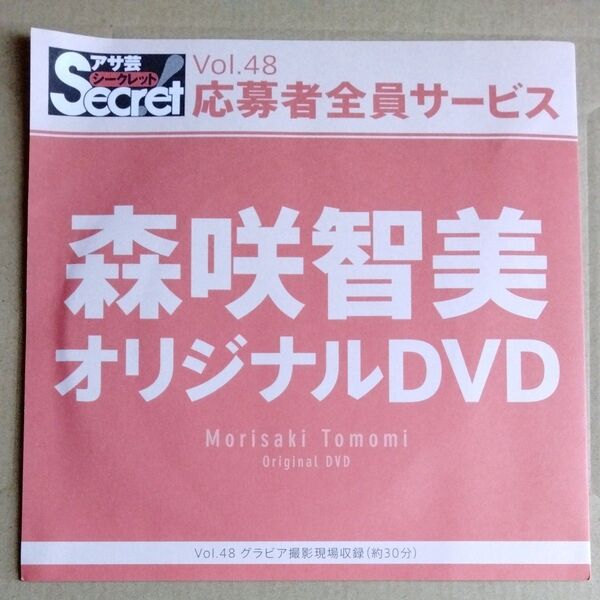 アサ芸
シークレット
Secret!
Vol.48
応募者全員サービス
森咲智美
オリジナルDVD
Morisaki Tomomi
Original DVD
Vol.48 グラビア撮影現場収録(約30分)